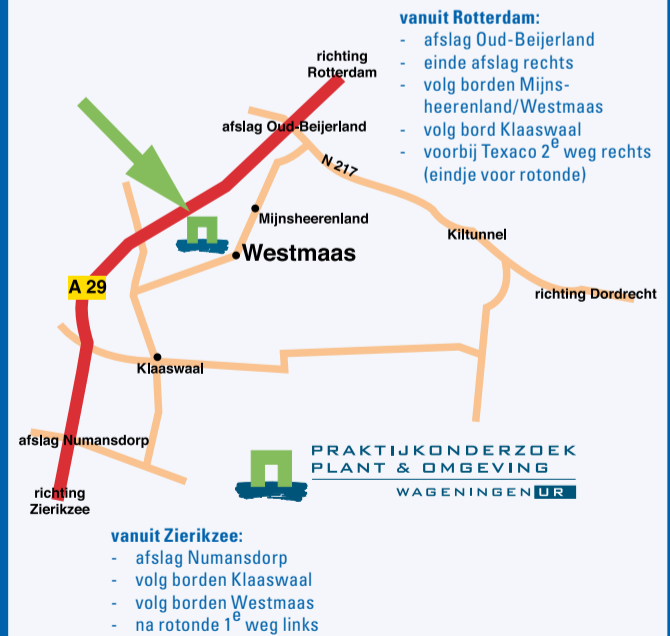 vanuit Rotterdam:
- afslag Oud-Beijerland
- einde afslag rechts
- volg borden Mijns-
heerenland/Westmaas
- volg bord Klaaswaal
- voorbij Texaco 2e weg rechts
(eindje voor rotonde)
richting
Rotterdam
afslag Oud-Beijerland
N 217
Mijnsheerenland
Westmaas
Kiltunnel
richting Dordrecht
A 29
Klaaswaal
afslag Numansdorp
richting
Zierikzee
PRAKTIJKONDERZOEK
PLANT & OMGEVING
WAGENINGEN UR
vanuit Zierikzee:
- afslag Numansdorp
- volg borden Klaaswaal
- volg borden Westmaas
- na rotonde 1e weg links